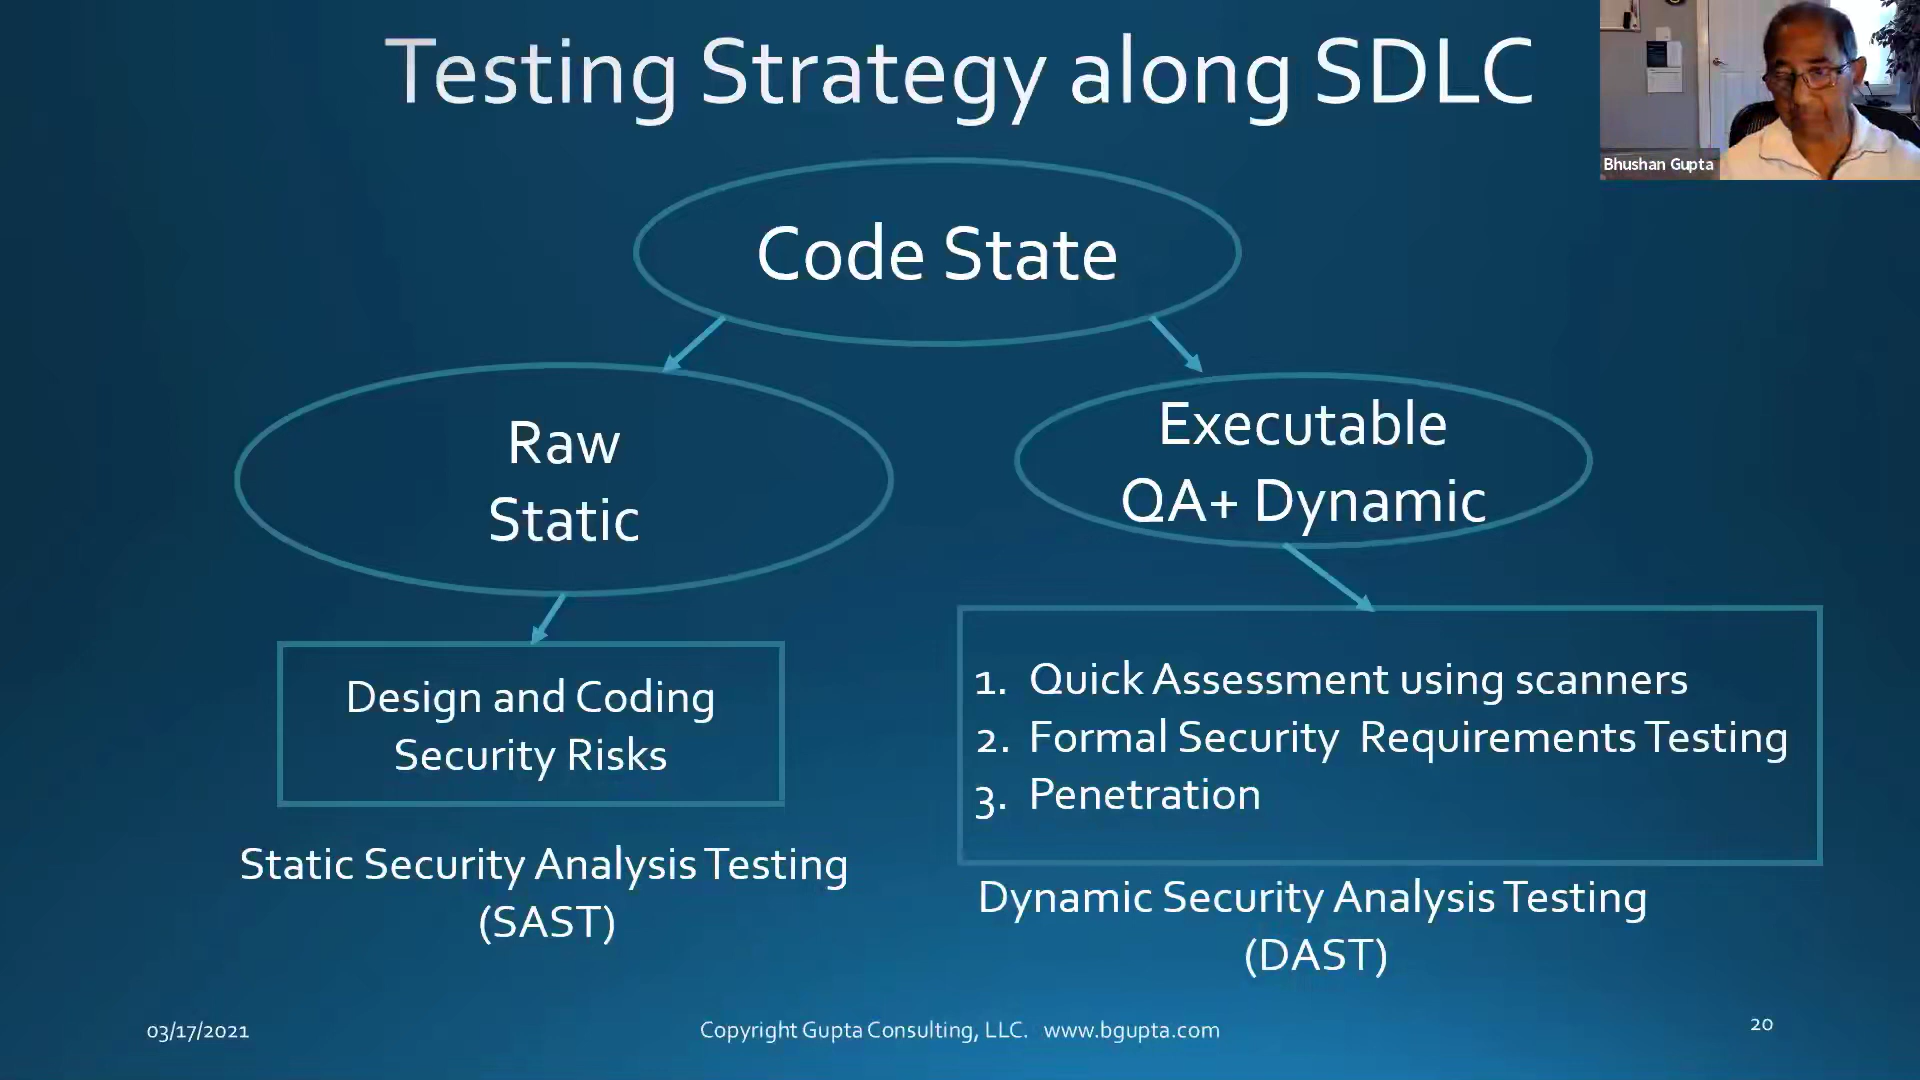 Testing Strategy along SDLC
Bhushan Gupta
Code State
Raw
Static
Executable
QA+ Dynamic
Design and Coding
Security Risks
1. Quick Assessment using scanners
2. Formal Security Requirements Testing
3. Penetration
Static Security Analysis Testing
(SAST)
Dynamic Security Analysis Testing
(DAST)
03/17/2021
Copyright Gupta Consulting, LLC. www.bgupta.com
20